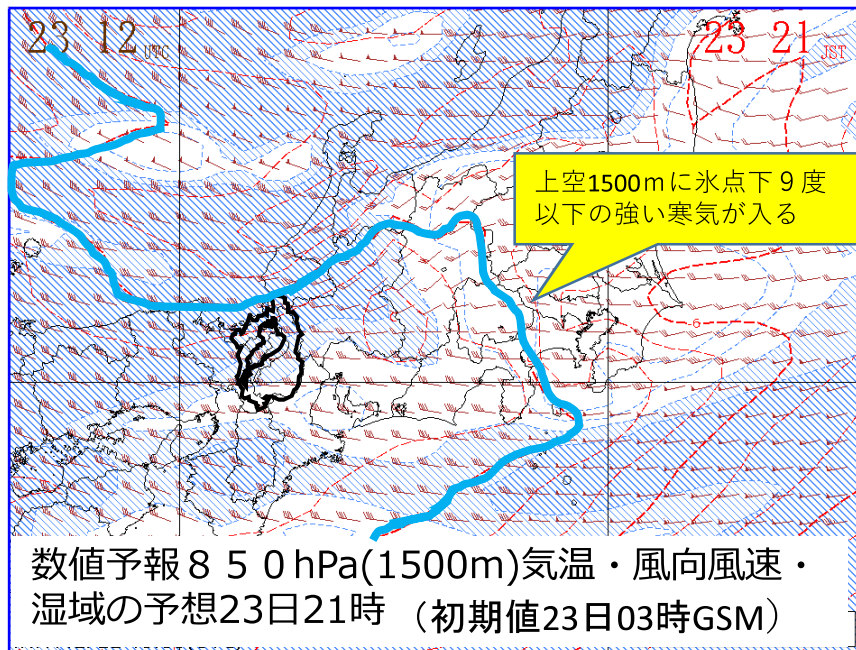 23 12 UTC
23 21 JST
上空1500mに氷点下９度
以下の強い寒気が入る
6
数値予報８５０hPa(1500m)気温・風向風速・
湿域の予想23日21時 （初期値23日03時GSM）